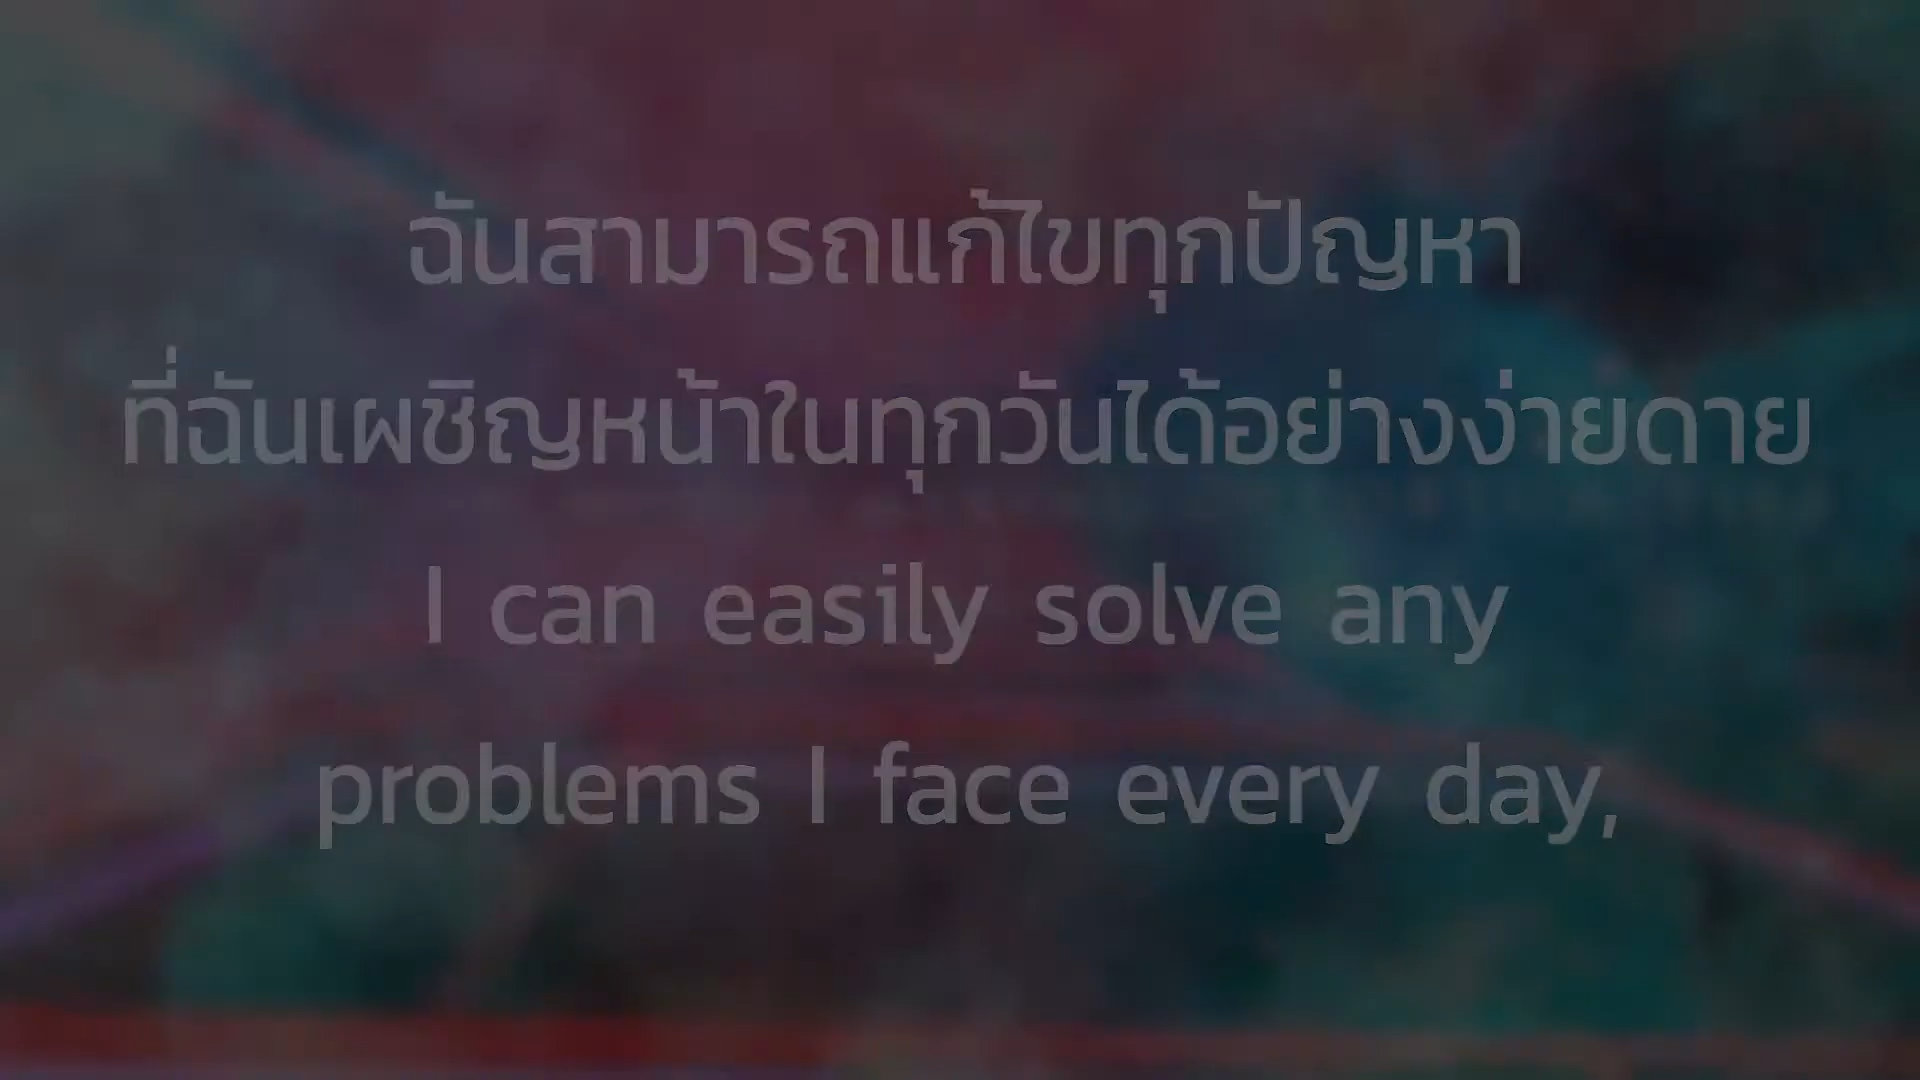 ฉันสามารถแก้ไขทุกปัญหา
ที่ฉันเผชิญหน้าในทุกวันได้อย่างง่ายดาย
I can easily solve any
problems I face every day,